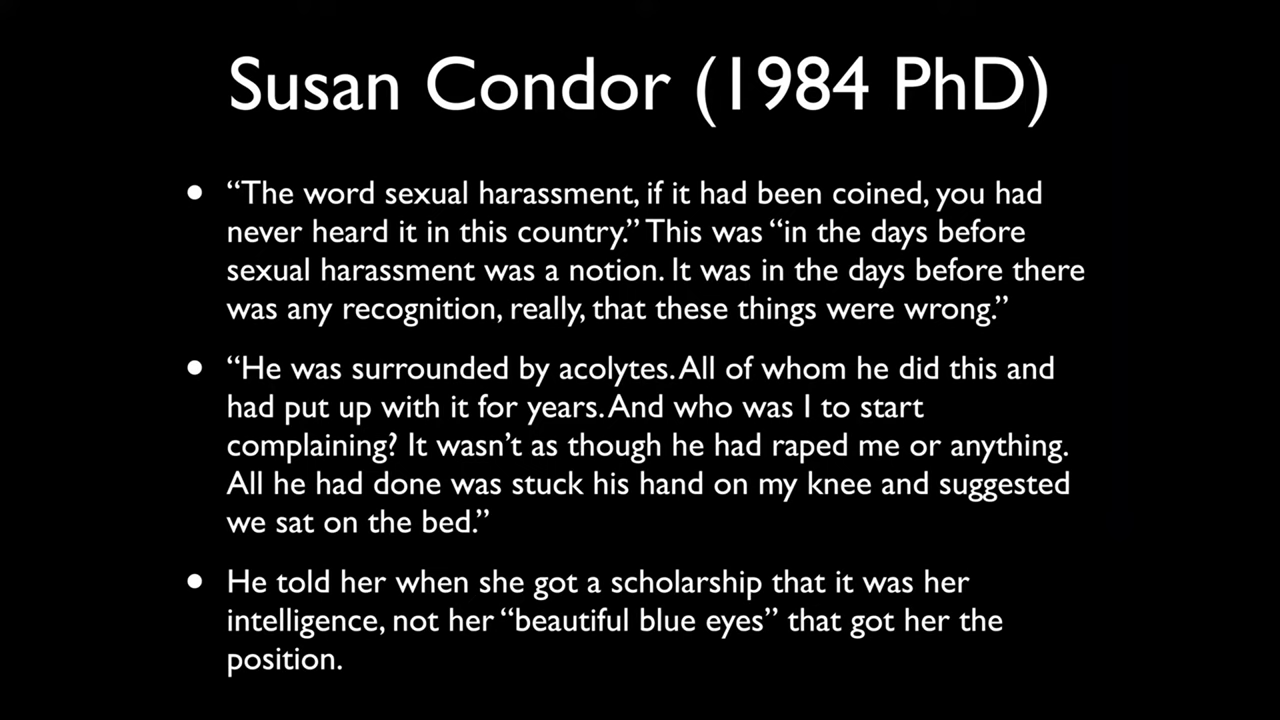 Susan Condor (1984 PhD)
• “The word sexual harassment, if it had been coined, you had
never heard it in this country.” This was “in the days before
sexual harassment was a notion. It was in the days before there
was any recognition, really, that these things were wrong.”
• “He was surrounded by acolytes. All of whom he did this and
had put up with it for years. And who was I to start
complaining? It wasn’t as though he had raped me or anything.
All he had done was stuck his hand on my knee and suggested
we sat on the bed.”
• He told her when she got a scholarship that it was her
intelligence, not her “beautiful blue eyes” that got her the
position.